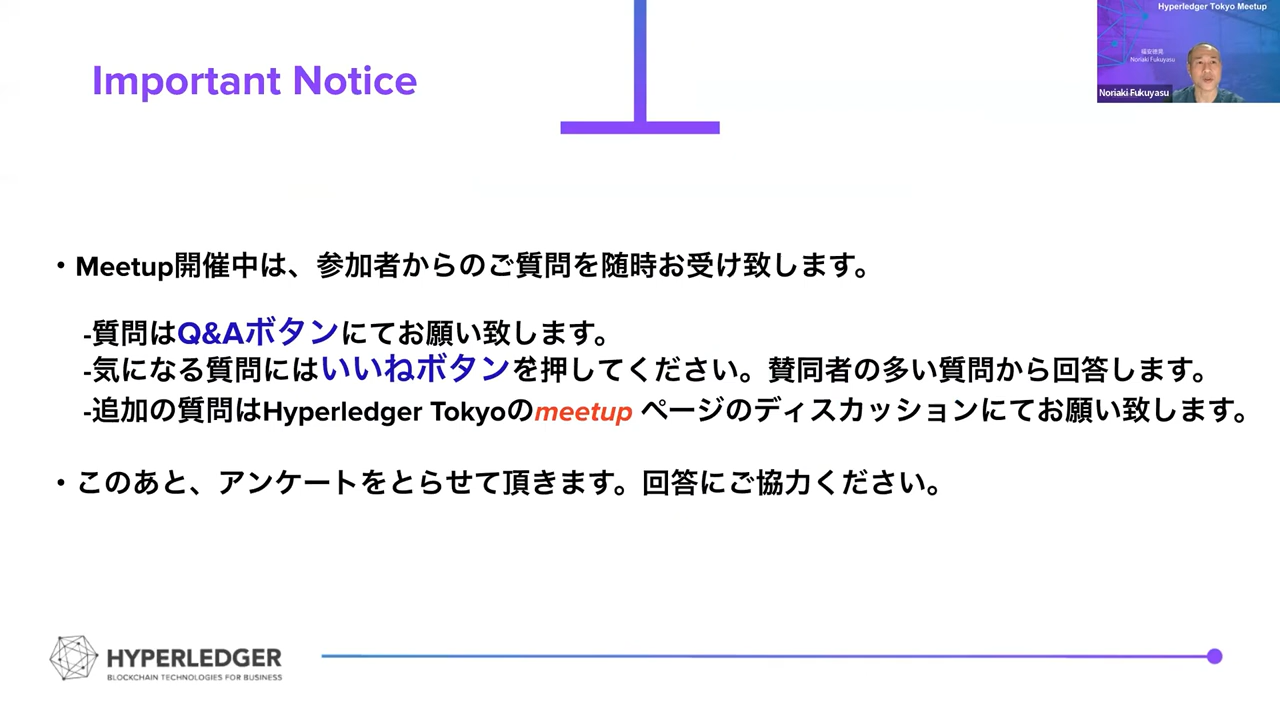 Hyperledger Tokyo Meetup
Important Notice
福安徳晃
Noriaki Fukuyasu
Noriaki Fukuyasu
・Meetup開催中は、参加者からのご質問を随時お受け致します。
-質問はQ&Aボタンにてお願い致します。
-気になる質問にはいいねボタンを押してください。賛同者の多い質問から回答します。
-追加の質問はHyperledger Tokyoのmeetup ページのディスカッションにてお願い致します。
・このあと、アンケートをとらせて頂きます。回答にご協力ください。
HYPERLEDGER
BLOCKCHAIN TECHNOLOGIES FOR BUSINESS